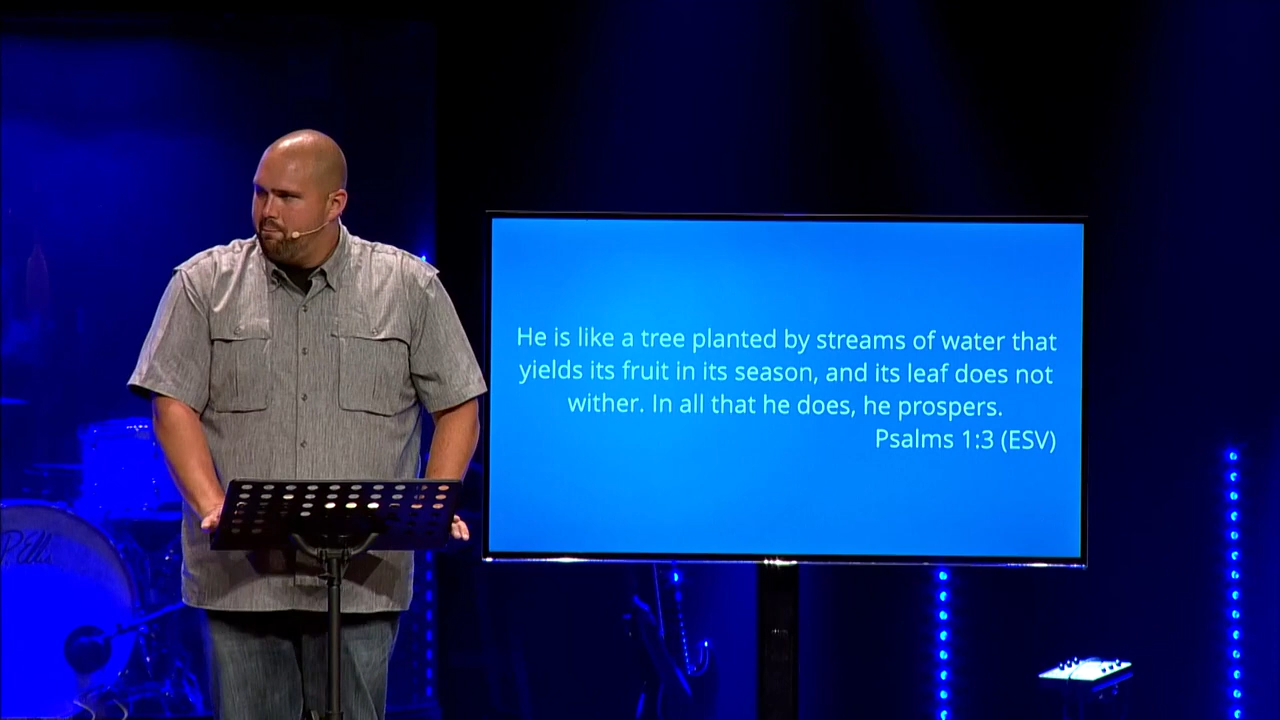 He is like a tree planted by streams of water that
yields its fruit in its season, and its leaf does not
wither. In all that he does, he prospers.
Psalms 1:3 (ESV)